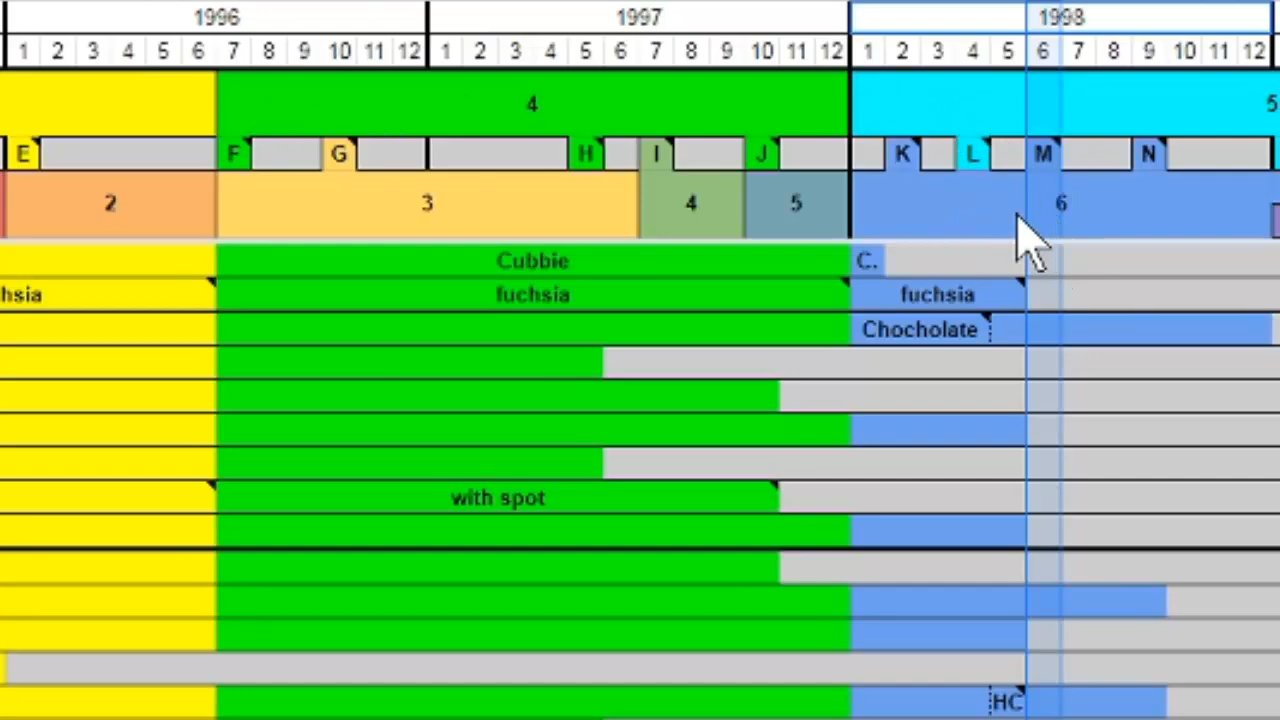 1996 1997 1998
1 2 3 4 5 6 7 8 9 10 11 12 1 2 3 4 5 6 7 8 9 10 11 12 1 2 3 4 5 6 7 8 9 10 11 12
4 5
E F G H I J K L M N
2 3 4 5 6
Cubbie C.
hsia fuchsia fuchsia
Chocholate
with spot
HC